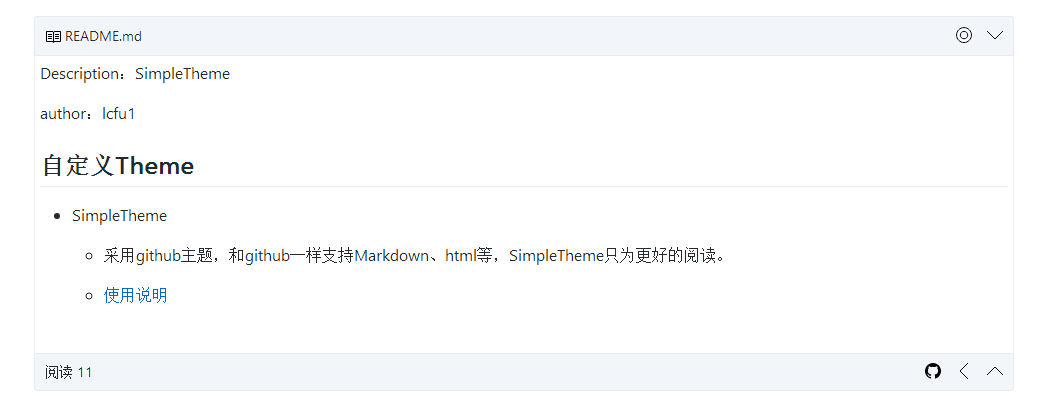 README.md
Description：SimpleTheme
author：lcfu1
自定义Theme
SimpleTheme
采用github主题，和github一样支持Markdown、html等，SimpleTheme只为更好的阅读。
使用说明
阅读 11